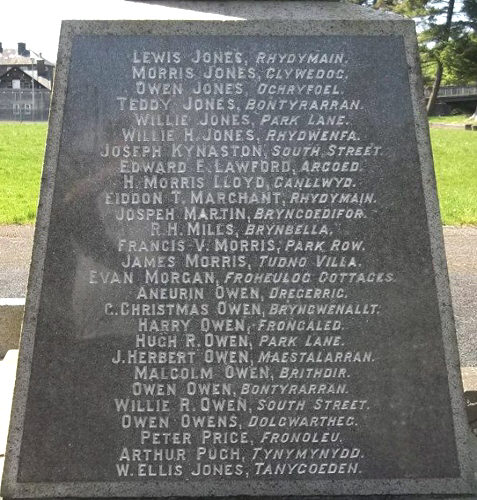 LEWIS JONES, RHYDYMAIN.
MORRIS JONES, CLYWEDOG.
OWEN JONES, OCHRYFOEL.
TEDDY JONES, BONTYRARRAN.
WILLIE JONES, PARK LANE.
WILLIE H. JONES, RHYDWENFA.
JOSEPH KYNASTON, SOUTH STREET.
EDWARD E. LAWFORD, ARGOED.
H. MORRIS LLOYD, GANLLWYD.
EIDDON T. MARCHANT, RHYDYMAIN.
JOSPEH MARTIN, BRYNCOEDIFOR.
R.H. MILLS, BRYNBELLA.
FRANCIS V. MORRIS, PARK ROW.
JAMES MORRIS, TUDNO VILLA.
EVAN MORGAN, FROHEULOG COTTAGES.
ANEURIN OWEN, DREGERRIG.
G. CHRISTMAS OWEN, BRYNGWENALLT.
HARRY OWEN, FRONGALED.
HUGH R. OWEN, PARK LANE.
J. HERBERT OWEN, MAESTALARRAN.
MALCOLM OWEN, BRITHDIR.
OWEN OWEN, BONTYRARRAN.
WILLIE R. OWEN, SOUTH STREET.
OWEN OWENS, DOLGWARTHEG.
PETER PRICE, FRONOLEU.
ARTHUR PUGH, TYNYMYNYDD.
W. ELLIS JONES, TANYCOEDEN.